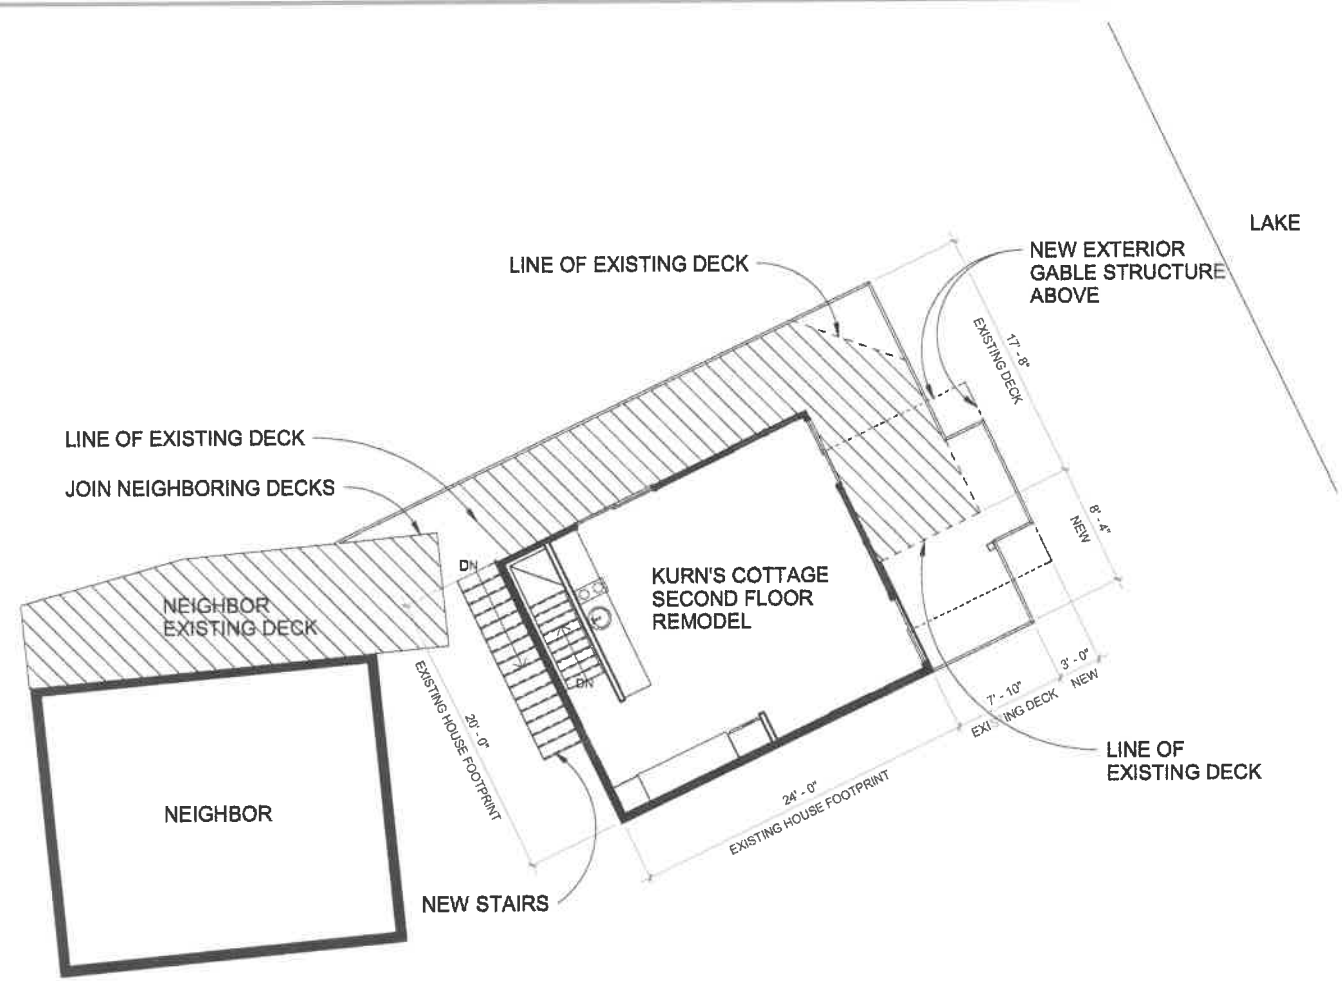 LAKE
LINE OF EXISTING DECK
NEW EXTERIOR
GABLE STRUCTURE
ABOVE
17' - 8"
EXISTING DECK
LINE OF EXISTING DECK
JOIN NEIGHBORING DECKS
8' - 4"
NEW
DN
KURN'S COTTAGE
SECOND FLOOR
REMODEL
NEIGHBOR
EXISTING DECK
DN
20' - 0"
EXISTING HOUSE FOOTPRINT
3' - 0"
NEW
7' - 10"
EXISTING DECK
LINE OF
EXISTING DECK
24' - 0"
EXISTING HOUSE FOOTPRINT
NEIGHBOR
NEW STAIRS